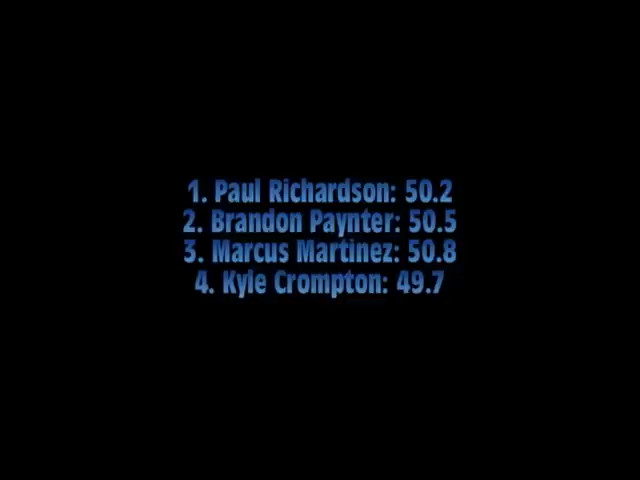 1. Paul Richardson: 50.2
2. Brandon Paynter: 50.5
3. Marcus Martinez: 50.8
4. Kyle Crompton: 49.7